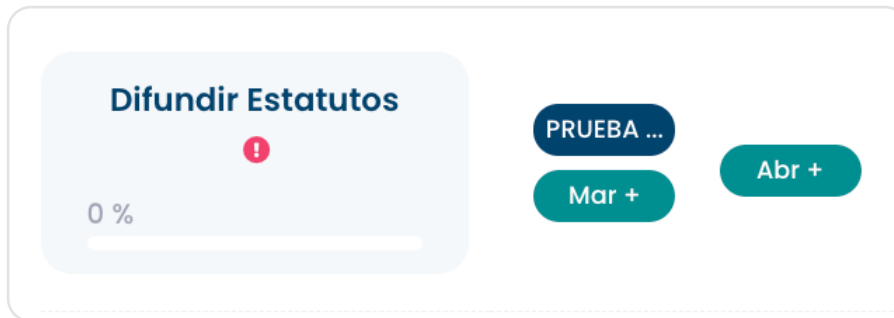 Difundir Estatutos
0 %
PRUEBA ...
Mar +
Abr +